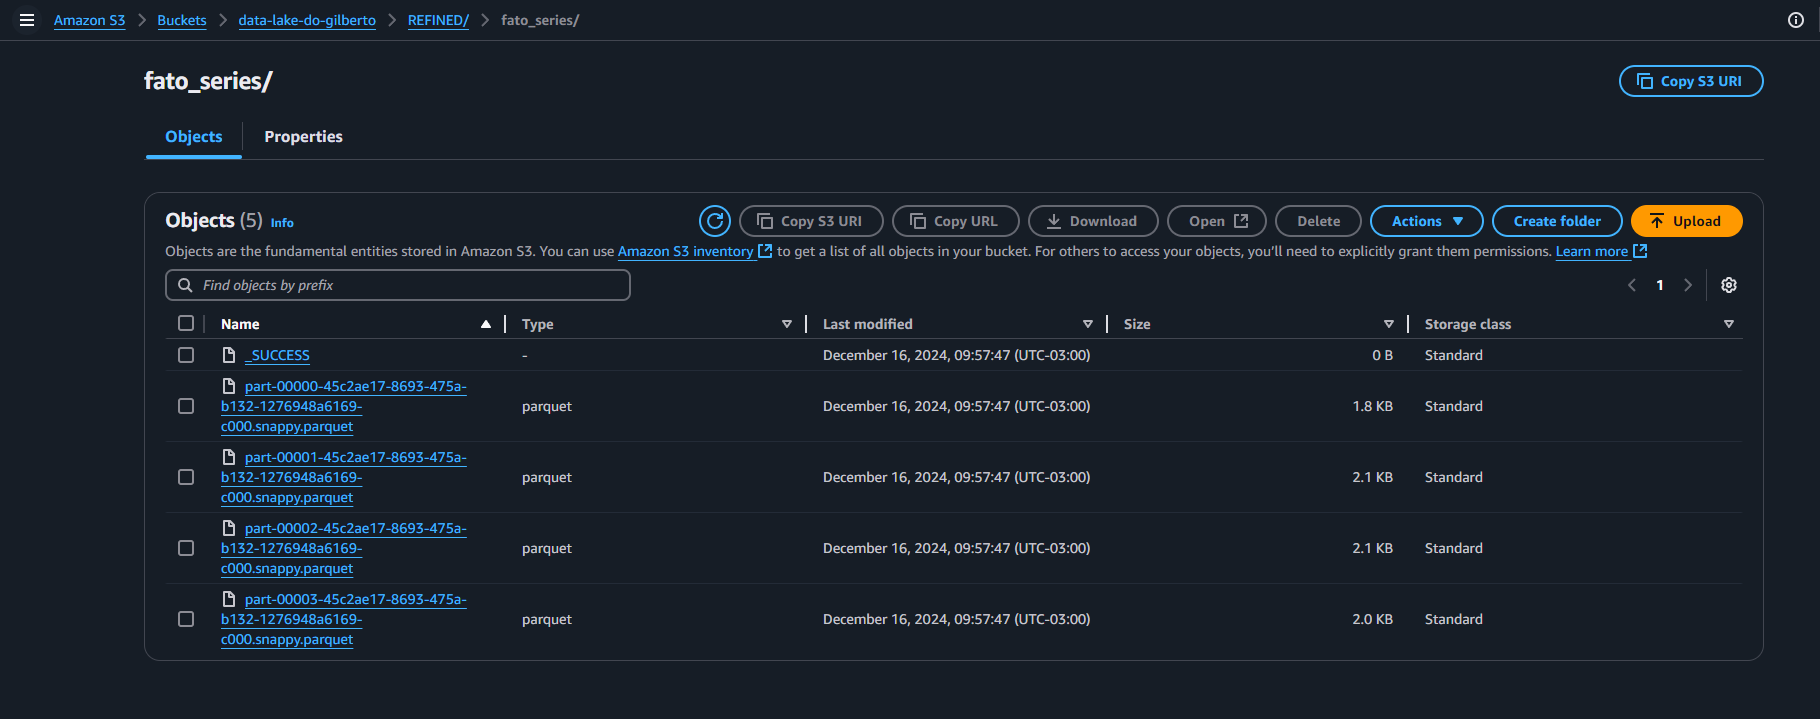 Amazon S3 > Buckets > data-lake-do-gilberto > REFINED/ > fato_series/
fato_series/
Copy S3 URI
Objects Properties
Objects (5) Info
Copy S3 URI Copy URL Download Open Delete Actions Create folder Upload
Objects are the fundamental entities stored in Amazon S3. You can use Amazon S3 inventory to get a list of all objects in your bucket. For others to access your objects, you'll need to explicitly grant them permissions. Learn more
Find objects by prefix
1
Name Type Last modified Size Storage class
_SUCCESS - December 16, 2024, 09:57:47 (UTC-03:00) 0 B Standard
part-00000-45c2ae17-8693-475a-
b132-1276948a6169- parquet December 16, 2024, 09:57:47 (UTC-03:00) 1.8 KB Standard
c000.snappy.parquet
part-00001-45c2ae17-8693-475a-
b132-1276948a6169- parquet December 16, 2024, 09:57:47 (UTC-03:00) 2.1 KB Standard
c000.snappy.parquet
part-00002-45c2ae17-8693-475a-
b132-1276948a6169- parquet December 16, 2024, 09:57:47 (UTC-03:00) 2.1 KB Standard
c000.snappy.parquet
part-00003-45c2ae17-8693-475a-
b132-1276948a6169- parquet December 16, 2024, 09:57:47 (UTC-03:00) 2.0 KB Standard
c000.snappy.parquet